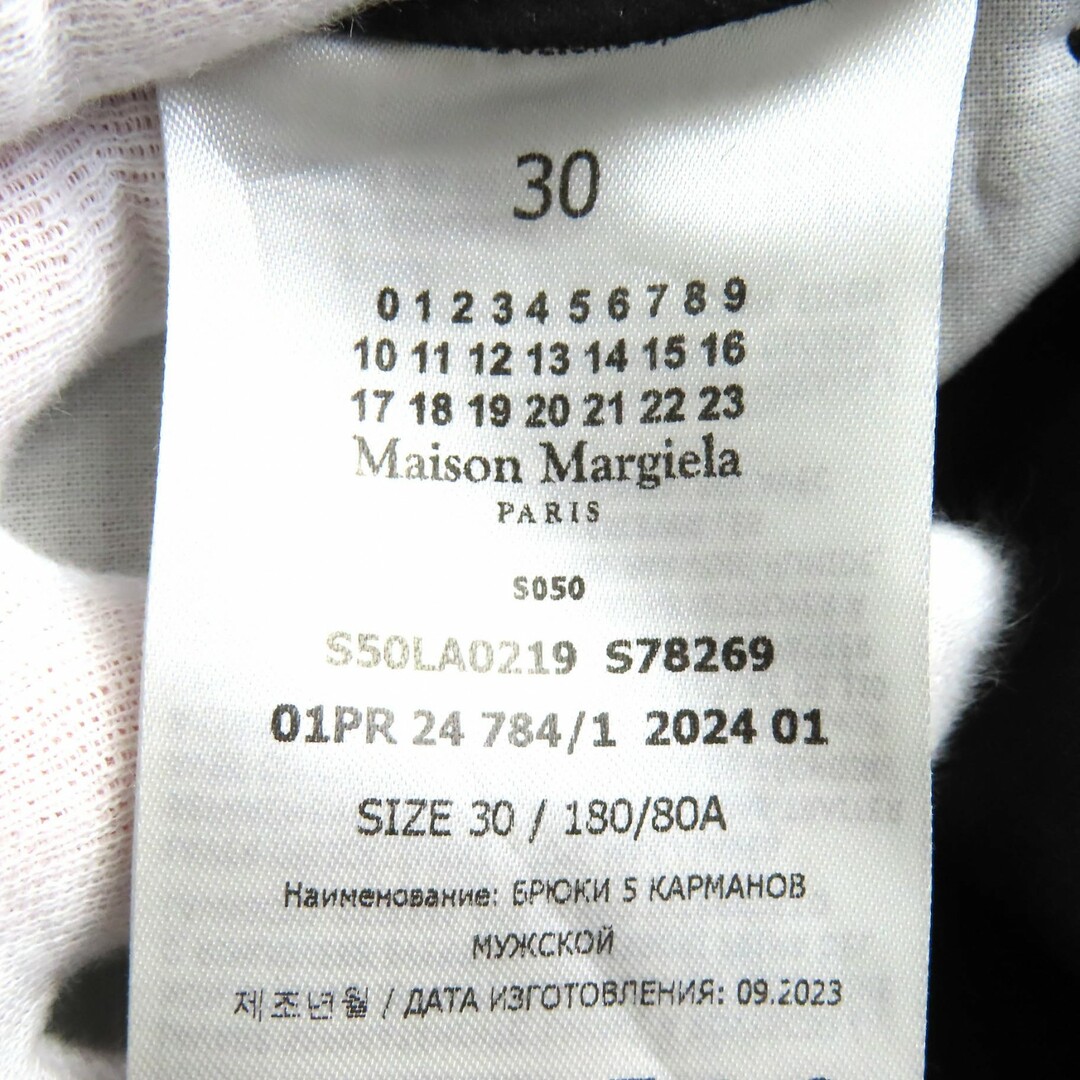 30
0 1 2 3 4 5 6 7 8 9
10 11 12 13 14 15 16
17 18 19 20 21 22 23
Maison Margiela
PARIS
S050
S50LA0219 S78269
01PR 24 784/1 2024 01
SIZE 30 / 180/80A
Наименование: БРЮКИ 5 КАРМАНОВ
МУЖСКОЙ
제조년월 / ДАТА ИЗГОТОВЛЕНИЯ: 09.2023